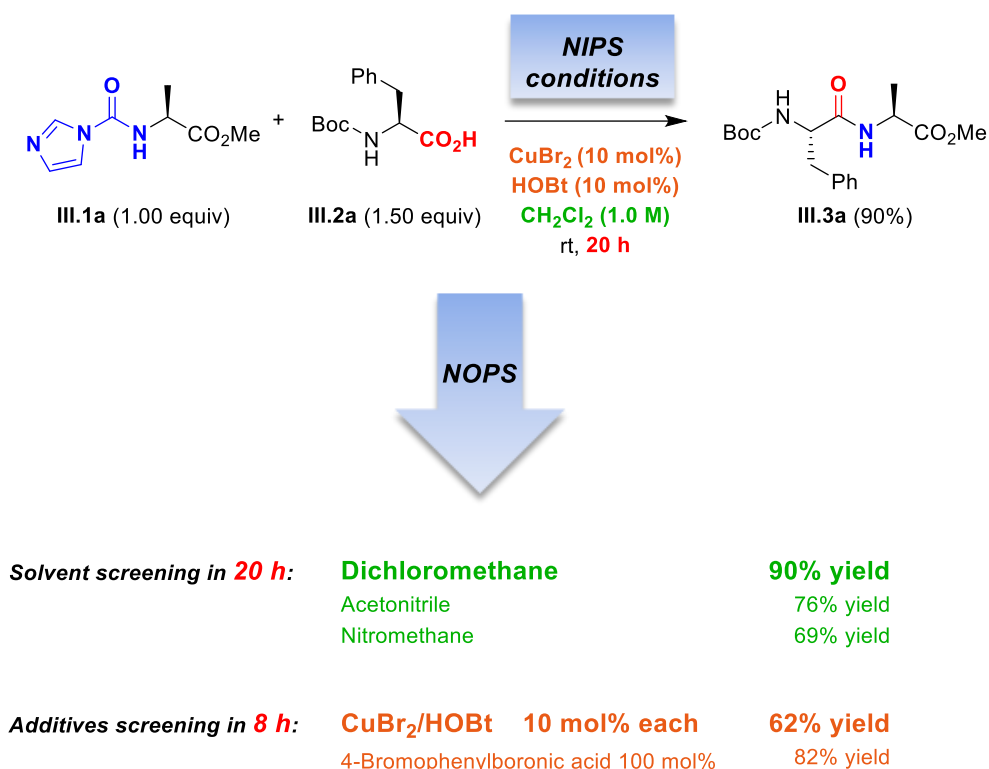 NIPS
conditions
O
N
N
N
H
CO₂Me
+
Ph
Boc
N
H
CO₂H
CuBr₂ (10 mol%)
HOBt (10 mol%)
CH₂Cl₂ (1.0 M)
rt, 20 h
H
N
Boc
O
N
H
CO₂Me
Ph
III.1a (1.00 equiv)
III.2a (1.50 equiv)
III.3a (90%)
NOPS
Solvent screening in 20 h: Dichloromethane 90% yield
Acetonitrile 76% yield
Nitromethane 69% yield
Additives screening in 8 h: CuBr₂/HOBt 10 mol% each 62% yield
4-Bromophenylboronic acid 100 mol% 82% yield